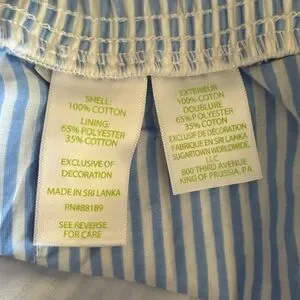 SHELL:
100% COTTON
LINING:
65% POLYESTER
35% COTTON
EXCLUSIVE OF
DECORATION
MADE IN SRI LANKA
RN#88189
SEE REVERSE
FOR CARE
EXTERIEUR
100% COTON
DOUBLURE
65% POLYESTER
35% COTON
EXCLUSIF DE DÉCORATION
FABRIQUE EN SRI LANKA
SUGARTOWN WORLDWIDE,
LLC
800 THIRD AVENUE
KING OF PRUSSIA, PA